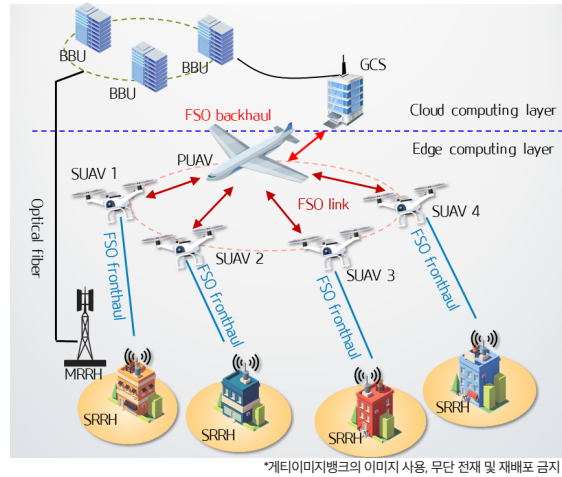 BBU
BBU
BBU
GCS
FSO backhaul
Cloud computing layer
PUAV
Edge computing layer
SUAV 1
FSO link
SUAV 4
SUAV 2
SUAV 3
Optical fiber
FSO fronthaul
FSO fronthaul
FSO fronthaul
FSO fronthaul
MRRH
SRRH
SRRH
SRRH
SRRH
*게티이미지뱅크의 이미지 사용, 무단 전재 및 재배포 금지